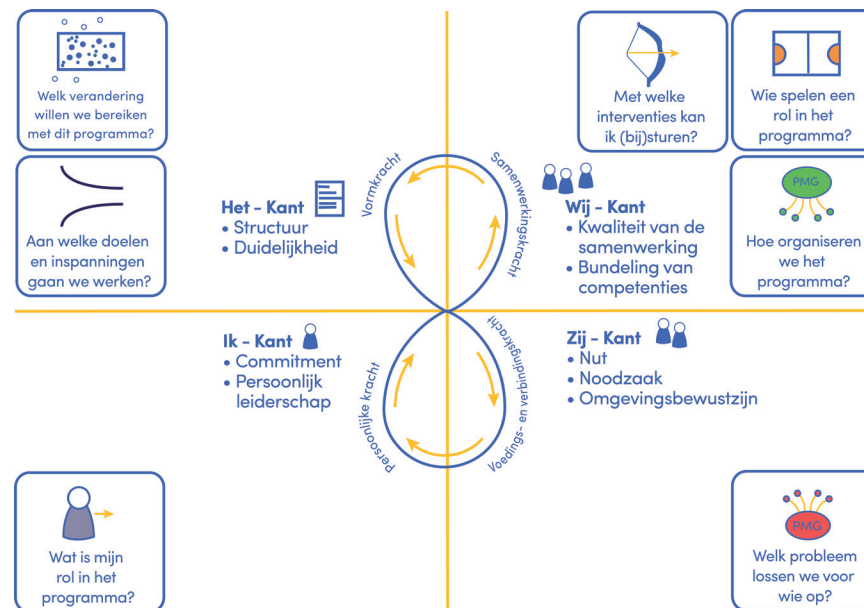 Welk verandering
willen we bereiken
met dit programma?
Met welke
interventies kan
ik (bij)sturen?
Wie spelen een
rol in het
programma?
Aan welke doelen
en inspanningen
gaan we werken?
Het - Kant
• Structuur
• Duidelijkheid
Vormkracht
Samenwerkingskracht
Wij - Kant
• Kwaliteit van de
samenwerking
• Bundeling van
competenties
PMG
Hoe organiseren
we het
programma?
Ik - Kant
• Commitment
• Persoonlijk
leiderschap
Persoonlijke kracht
Voedings- en verbindingskracht
Zij - Kant
• Nut
• Noodzaak
• Omgevingsbewustzijn
Wat is mijn
rol in het
programma?
PMG
Welk probleem
lossen we voor
wie op?